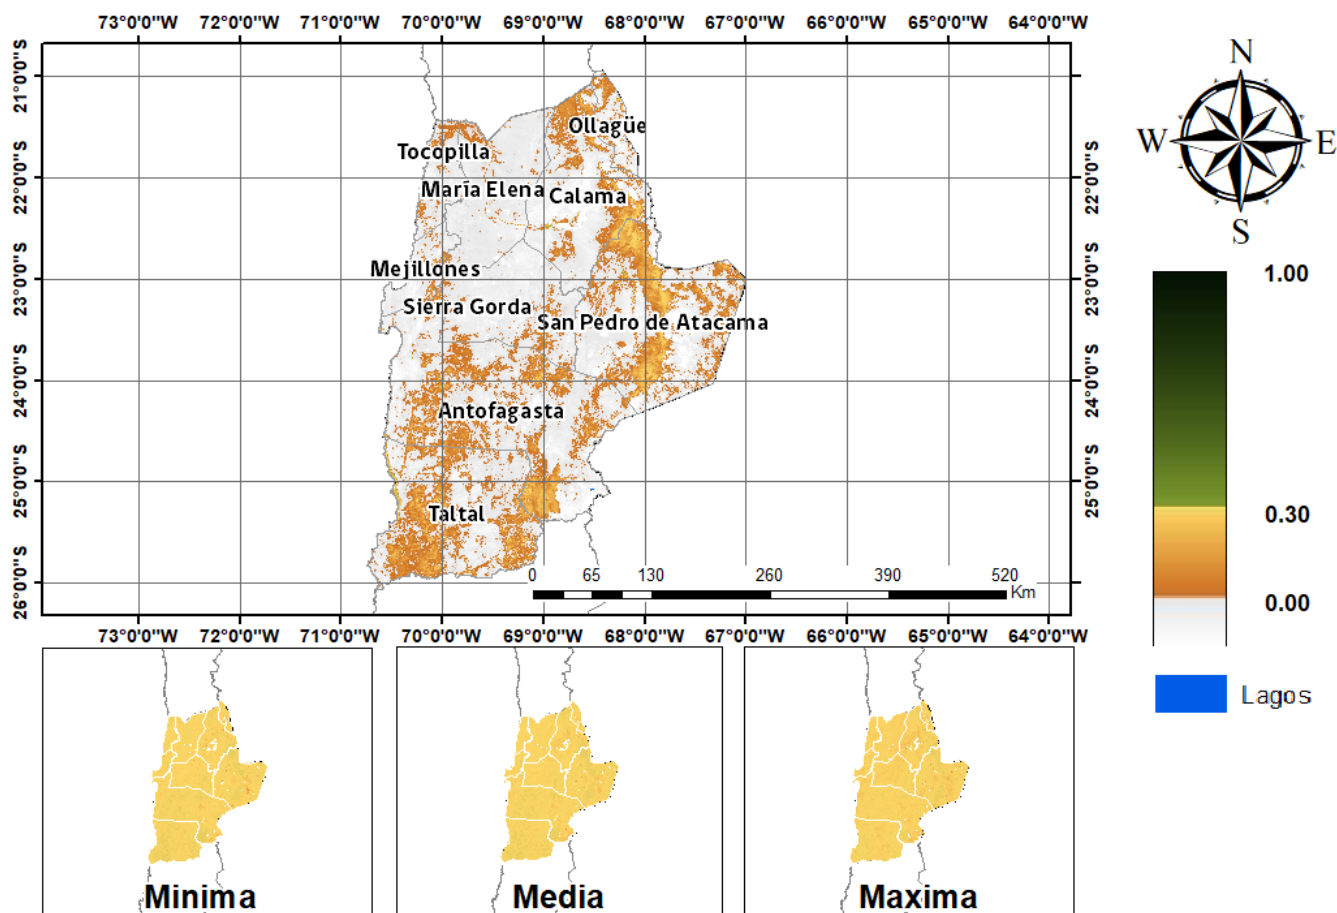 73°0'0"W 72°0'0"W 71°0'0"W 70°0'0"W 69°0'0"W 68°0'0"W 67°0'0"W 66°0'0"W 65°0'0"W 64°0'0"W
N
W E
S
21°0'0"S
22°0'0"S 22°0'0"S
23°0'0"S 23°0'0"S
24°0'0"S 24°0'0"S
25°0'0"S 25°0'0"S
26°0'0"S
Ollagüe
Tocopilla
María Elena
Calama
Mejillones
Sierra Gorda
San Pedro de Atacama
Antofagasta
Taltal
0 65 130 260 390 520
Km
73°0'0"W 72°0'0"W 71°0'0"W 70°0'0"W 69°0'0"W 68°0'0"W 67°0'0"W 66°0'0"W 65°0'0"W 64°0'0"W
1.00
0.30
0.00
Lagos
Minima
Media
Maxima